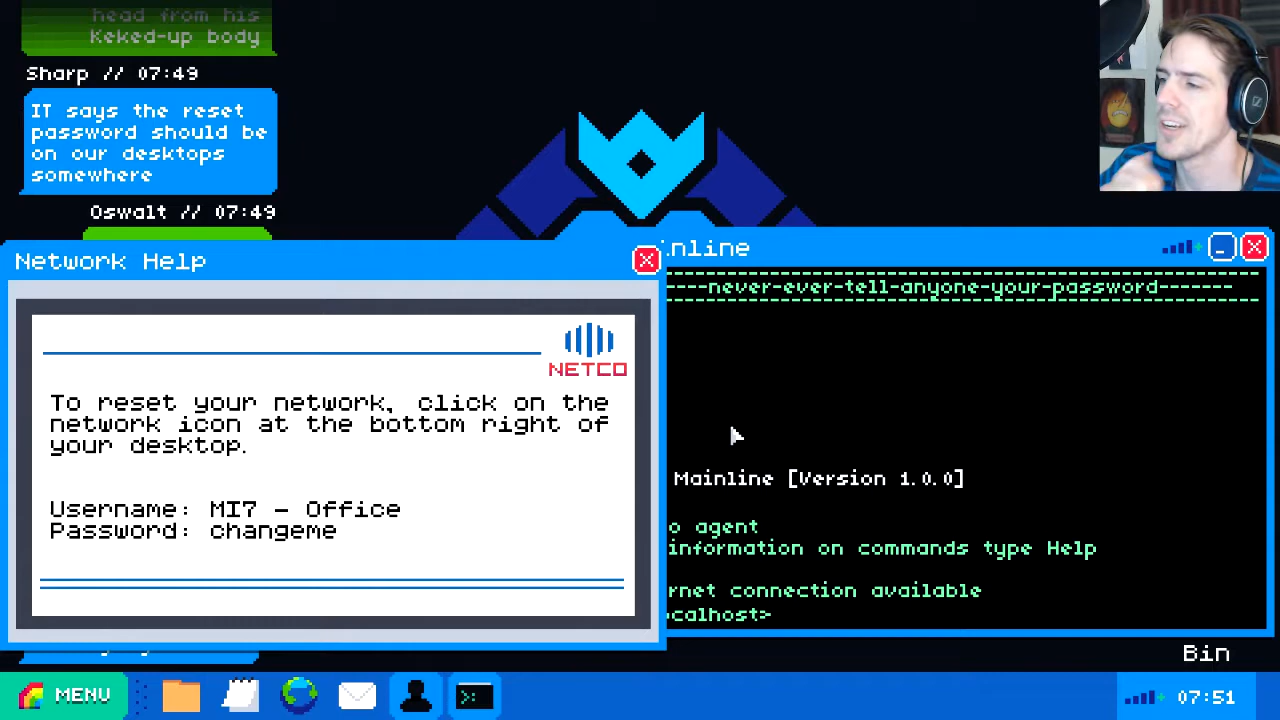 head from his
Keked-up body
Sharp // 07:49
IT says the reset
password should be
on our desktops
somewhere
Oswalt // 07:49
Network Help
NETCO
To reset your network, click on the
network icon at the bottom right of
your desktop.
Username: MI7 - Office
Password: changeme
inline
----never-ever-tell-anyone-your-password-------
Mainline [Version 1.0.0]
o agent
information on commands type Help
rnet connection available
ocalhost>
Bin
MENU
07:51